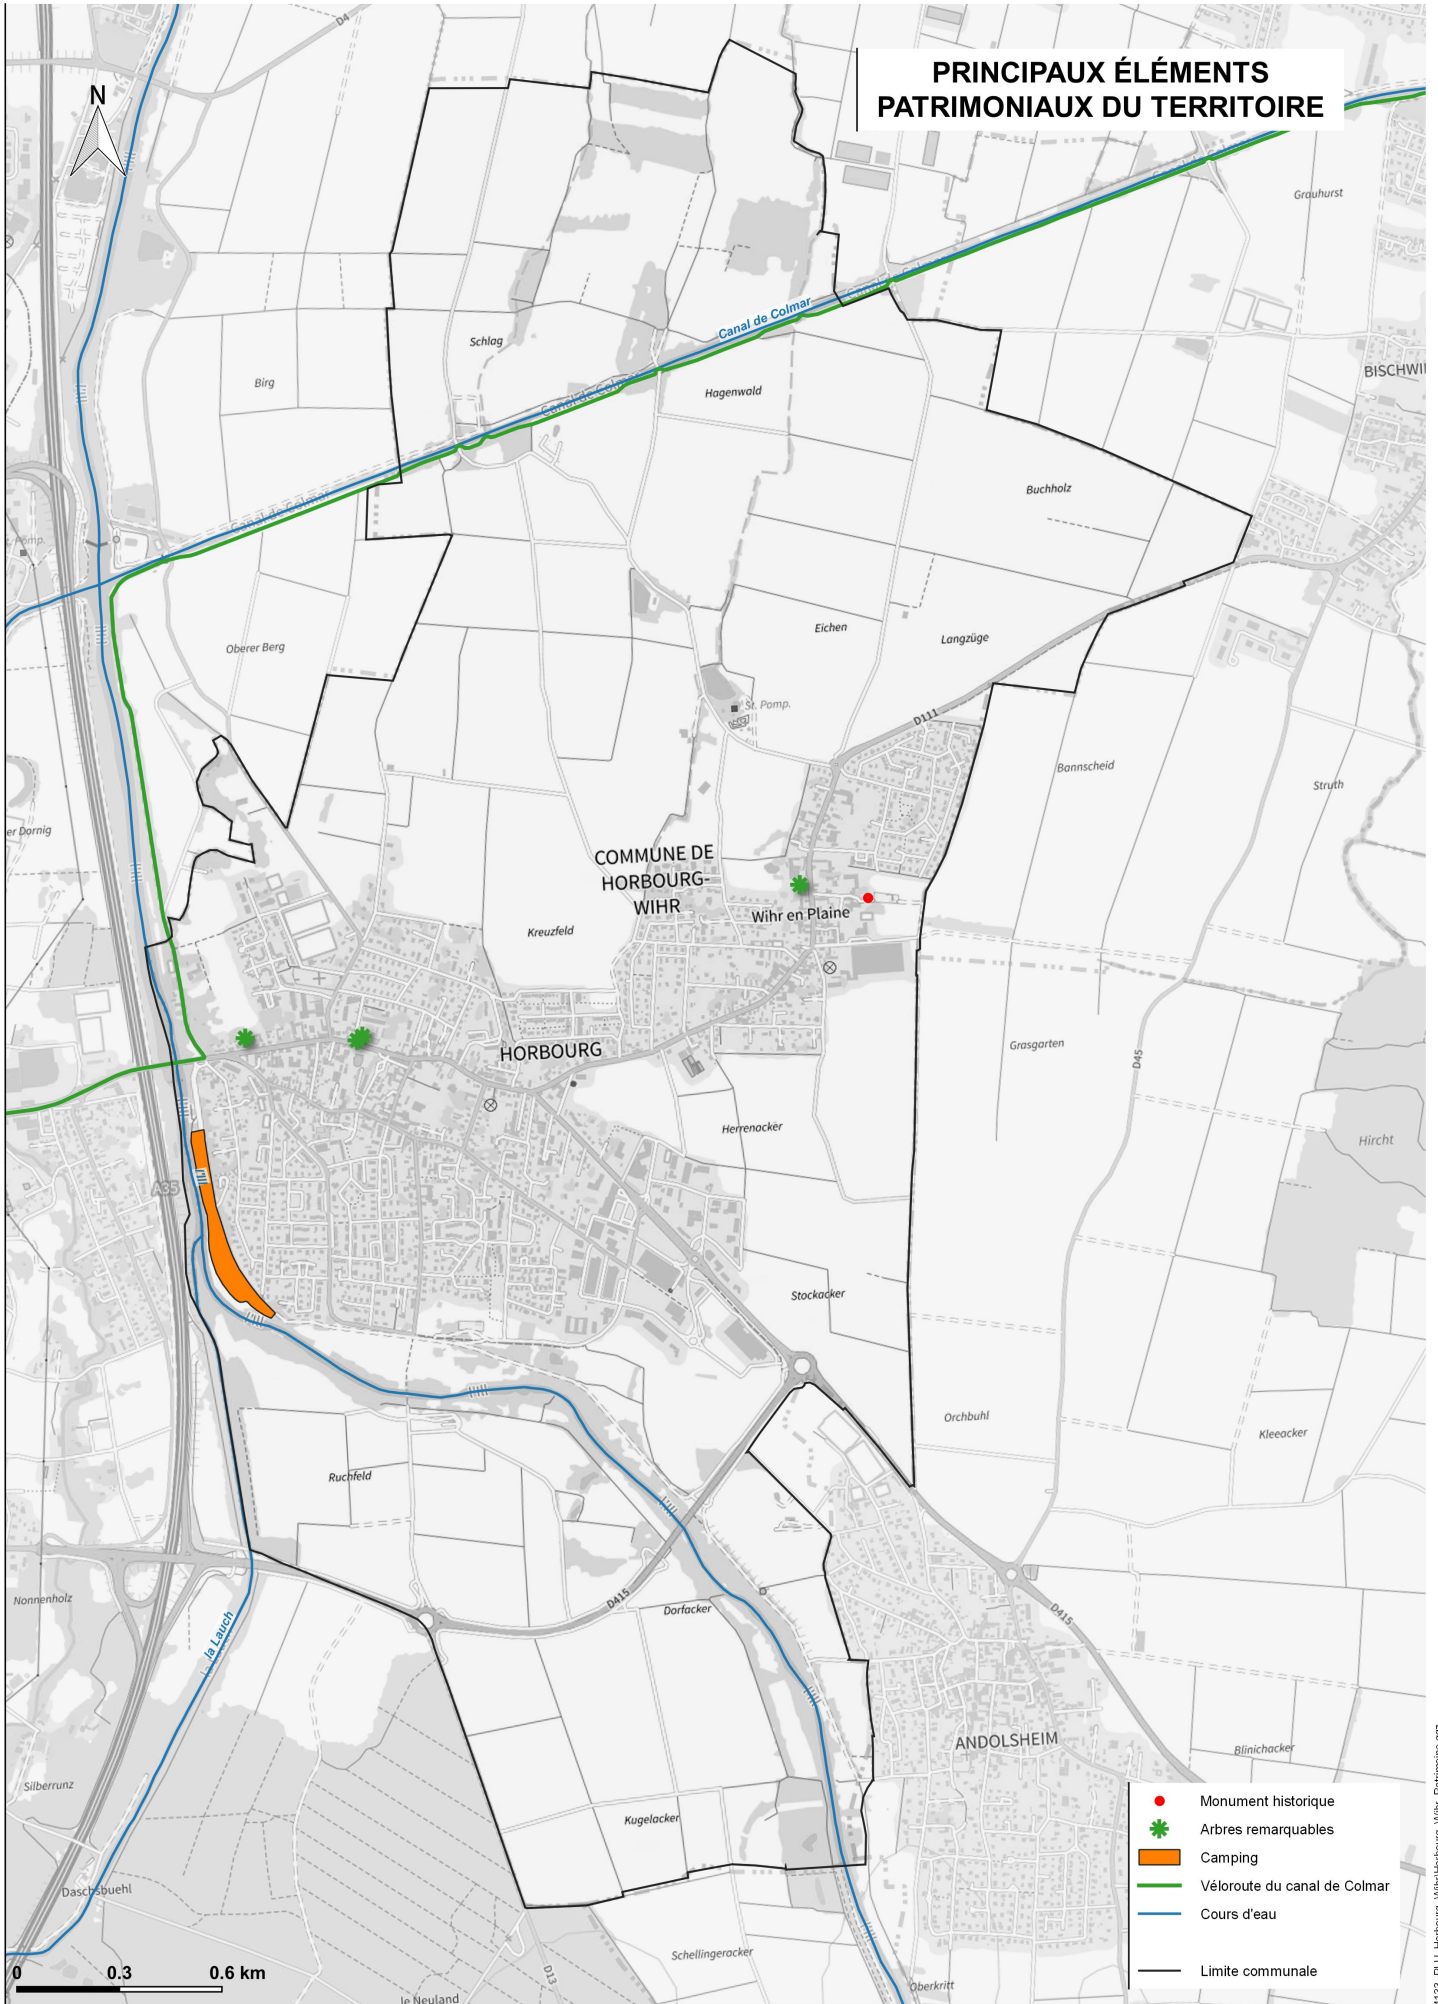 PRINCIPAUX ÉLÉMENTS
PATRIMONIAUX DU TERRITOIRE
N
D4
Grauhurst
Canal de Colmar
Schlag
Birg
Hagenwald
BISCHWI
Canal de Colmar
Buchholz
Canal de Colmar
Pomp.
Eichen
Langzüge
Oberer Berg
St. Pomp.
D111
Bannscheid
Struth
er Dornig
COMMUNE DE
HORBOURG-
WIHR
Wihr en Plaine
Kreuzfeld
HORBOURG
Grasgarten
D45
Herrenacker
Hircht
A35
l'Ill
Stockacker
Orchbuhl
Kleeacker
Ruchfeld
Nonnenholz
D415
Dorfacker
D415
la Lauch
ANDOLSHEIM
Blinichacker
Silberrunz
Kugelacker
Daschsbuehl
Schellingeracker
D13
Oberkritt
le Neuland
0 0.3 0.6 km
Monument historique
Arbres remarquables
Camping
Véloroute du canal de Colmar
Cours d'eau
Limite communale